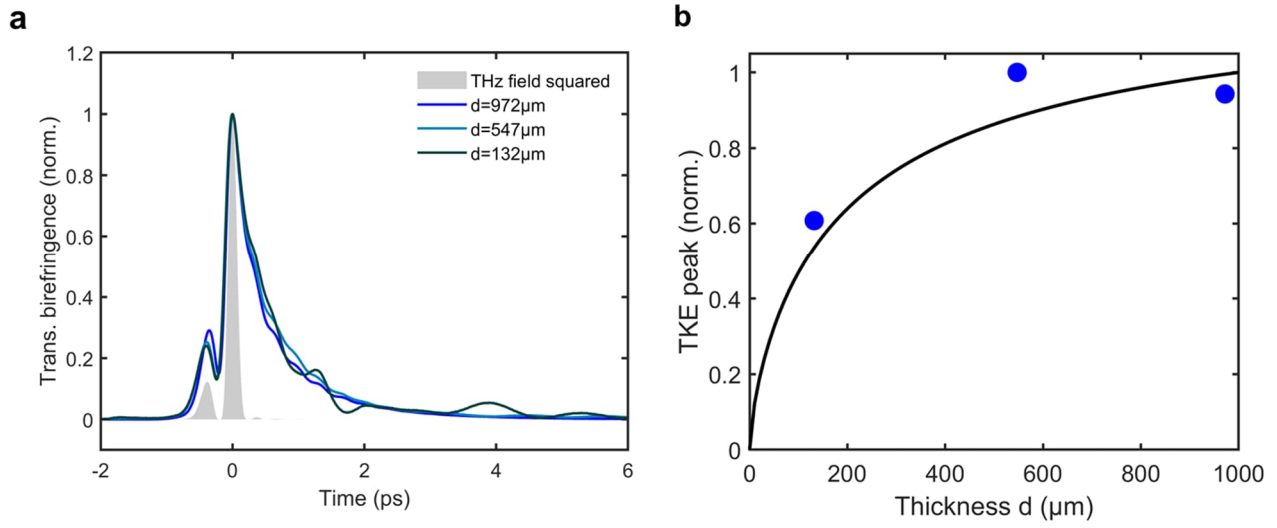 a
Trans. birefringence (norm.)
1.2
1
0.8
0.6
0.4
0.2
0
-2
0
2
4
6
Time (ps)
THz field squared
d=972µm
d=547µm
d=132µm
b
TKE peak (norm.)
1
0.8
0.6
0.4
0.2
0
0
200
400
600
800
1000
Thickness d (µm)